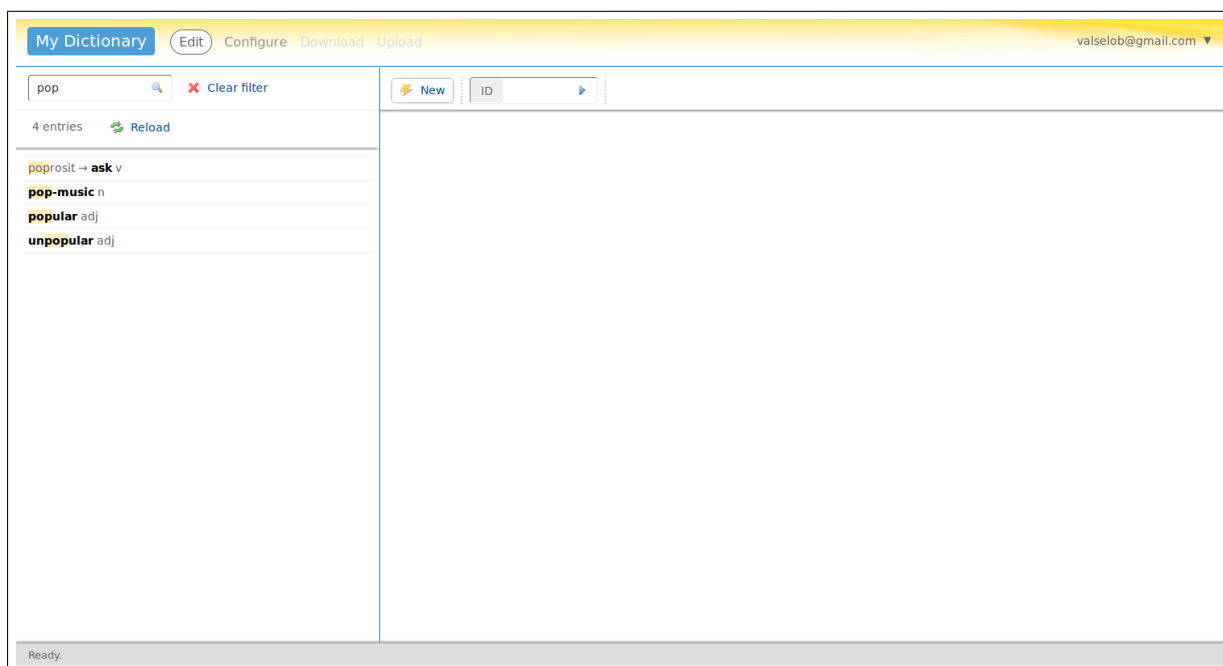 My Dictionary Edit Configure Download Upload valselob@gmail.com ▼
pop Clear filter
New ID
4 entries Reload
poprosit → ask v
pop-music n
popular adj
unpopular adj
Ready.